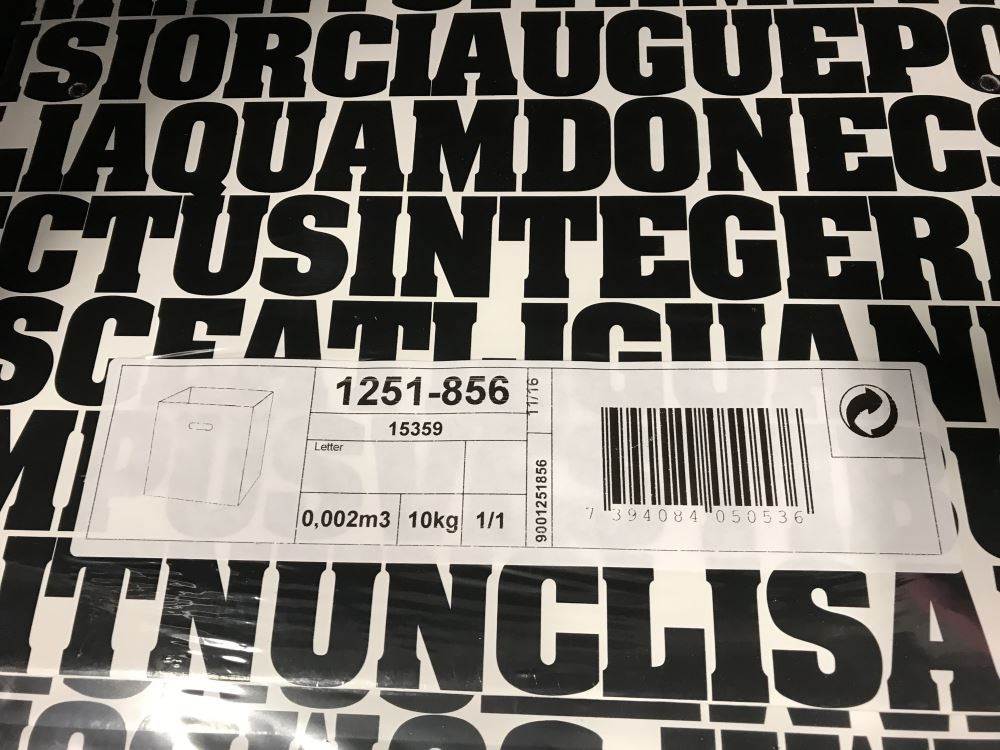 SIORCIAUGUEPO
LIAQUAMDONECS
CTUSINTEGER
SCEATLIGUAN
1251-856
15359
Letter
0,002m3 10kg 1/1
11/16
9001251856
7 394084 050536
M
ITNUNCLISA